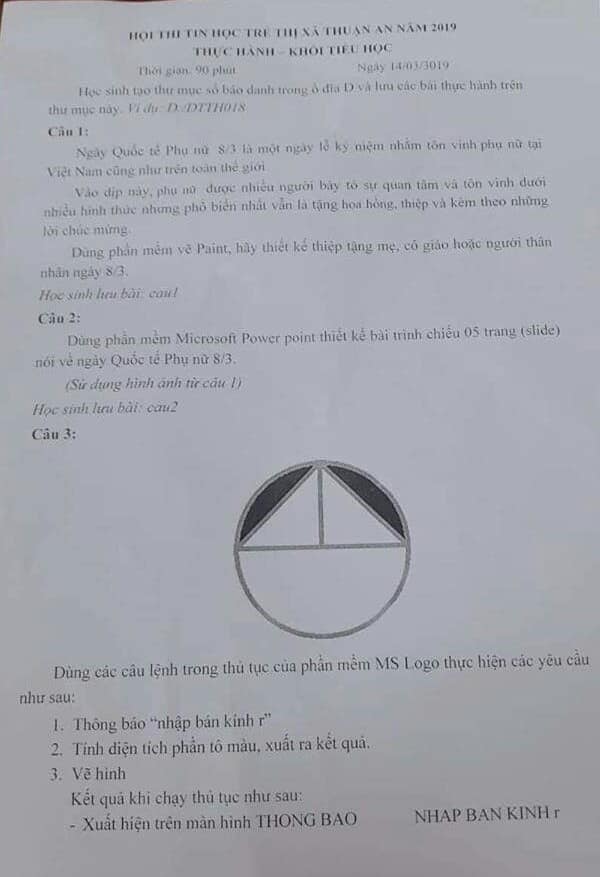 HỘI THI TIN HỌC TRẺ THỊ XÃ THUẬN AN NĂM 2019
THỰC HÀNH – KHỐI TIỂU HỌC
Thời gian: 90 phút Ngày 14/03/3019
Học sinh tạo thư mục số báo danh trong ổ đĩa D và lưu các bài thực hành trên
thư mục này. Ví dụ: D:/DTTH018
Câu 1:
Ngày Quốc tế Phụ nữ 8/3 là một ngày lễ kỷ niệm nhằm tôn vinh phụ nữ tại
Việt Nam cũng như trên toàn thế giới
Vào dịp này, phụ nữ được nhiều người bày tỏ sự quan tâm và tôn vinh dưới
nhiều hình thức nhưng phổ biến nhất vẫn là tặng hoa hồng, thiệp và kèm theo những
lời chúc mừng.
Dùng phần mềm vẽ Paint, hãy thiết kế thiệp tặng mẹ, cô giáo hoặc người thân
nhân ngày 8/3.
Học sinh lưu bài: cau1
Câu 2:
Dùng phần mềm Microsoft Power point thiết kế bài trình chiếu 05 trang (slide)
nói về ngày Quốc tế Phụ nữ 8/3.
(Sử dụng hình ảnh từ câu 1)
Học sinh lưu bài: cau2
Câu 3:
Dùng các câu lệnh trong thủ tục của phần mềm MS Logo thực hiện các yêu cầu
như sau:
1. Thông báo “nhập bán kính r”
2. Tính diện tích phần tô màu, xuất ra kết quả.
3. Vẽ hình
Kết quả khi chạy thủ tục như sau:
- Xuất hiện trên màn hình THONG BAO NHAP BAN KINH r